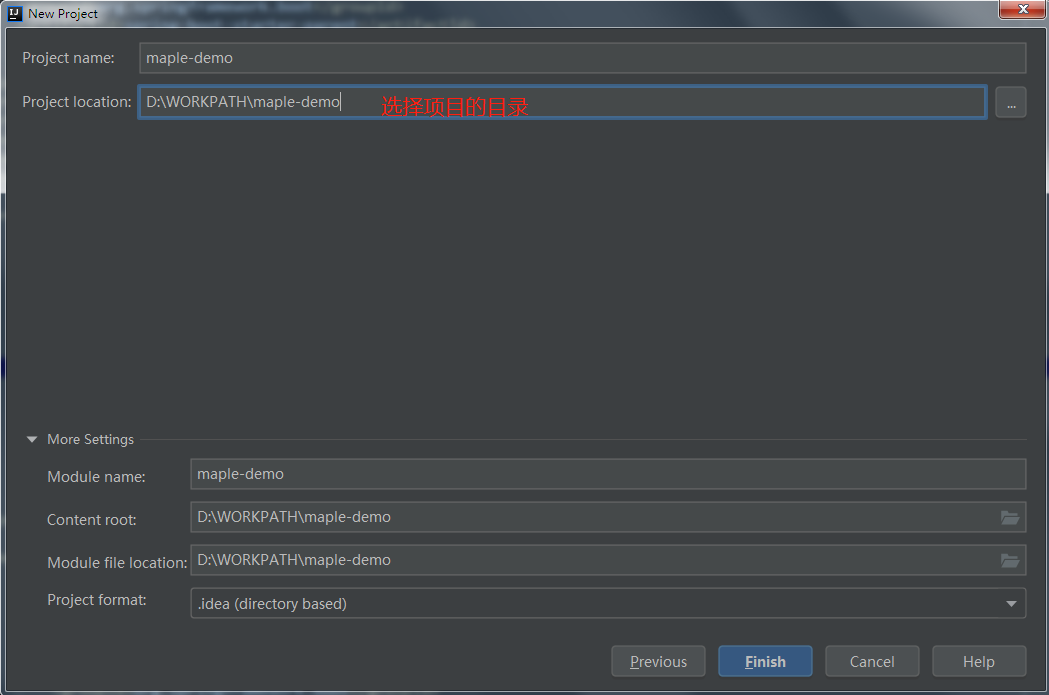 New Project
Project name: maple-demo
Project location: D:\WORKPATH\maple-demo 选择项目的目录 ...
More Settings
Module name: maple-demo
Content root: D:\WORKPATH\maple-demo
Module file location: D:\WORKPATH\maple-demo
Project format: .idea (directory based)
Previous Finish Cancel Help